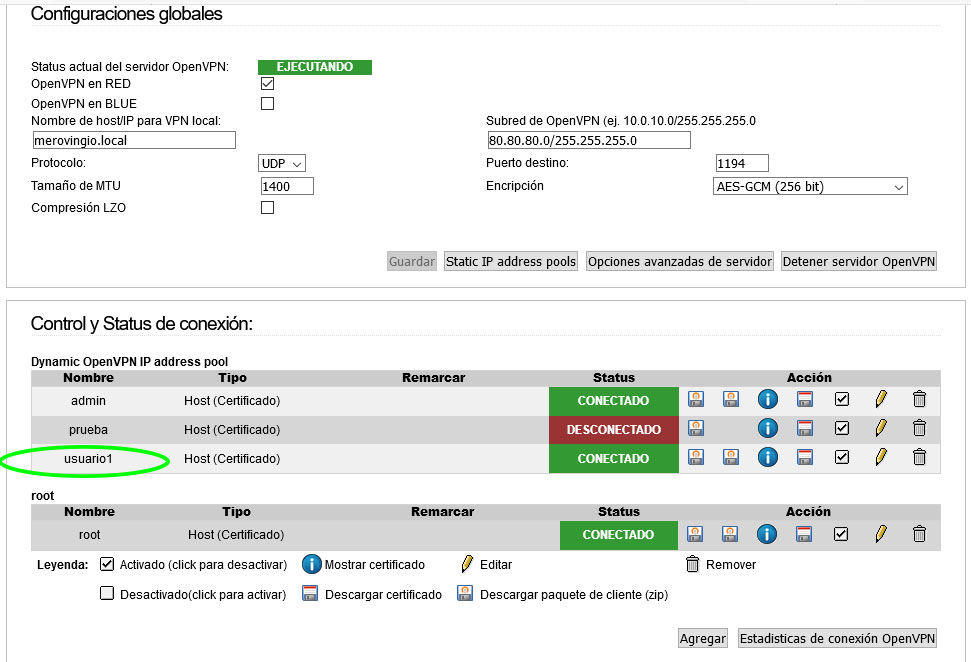 Configuraciones globales
Status actual del servidor OpenVPN: EJECUTANDO
OpenVPN en RED
OpenVPN en BLUE
Nombre de host/IP para VPN local: Subred de OpenVPN (ej. 10.0.10.0/255.255.255.0
merovingio.local 80.80.80.0/255.255.255.0
Protocolo: UDP Puerto destino: 1194
Tamaño de MTU 1400 Encripción AES-GCM (256 bit)
Compresión LZO
Guardar Static IP address pools Opciones avanzadas de servidor Detener servidor OpenVPN
Control y Status de conexión:
Dynamic OpenVPN IP address pool
Nombre Tipo Remarcar Status Acción
admin Host (Certificado) CONECTADO
prueba Host (Certificado) DESCONECTADO
usuario1 Host (Certificado) CONECTADO
root
Nombre Tipo Remarcar Status Acción
root Host (Certificado) CONECTADO
Leyenda: Activado (click para desactivar) Mostrar certificado Editar Remover
Desactivado(click para activar) Descargar certificado Descargar paquete de cliente (zip)
Agregar Estadisticas de conexión OpenVPN